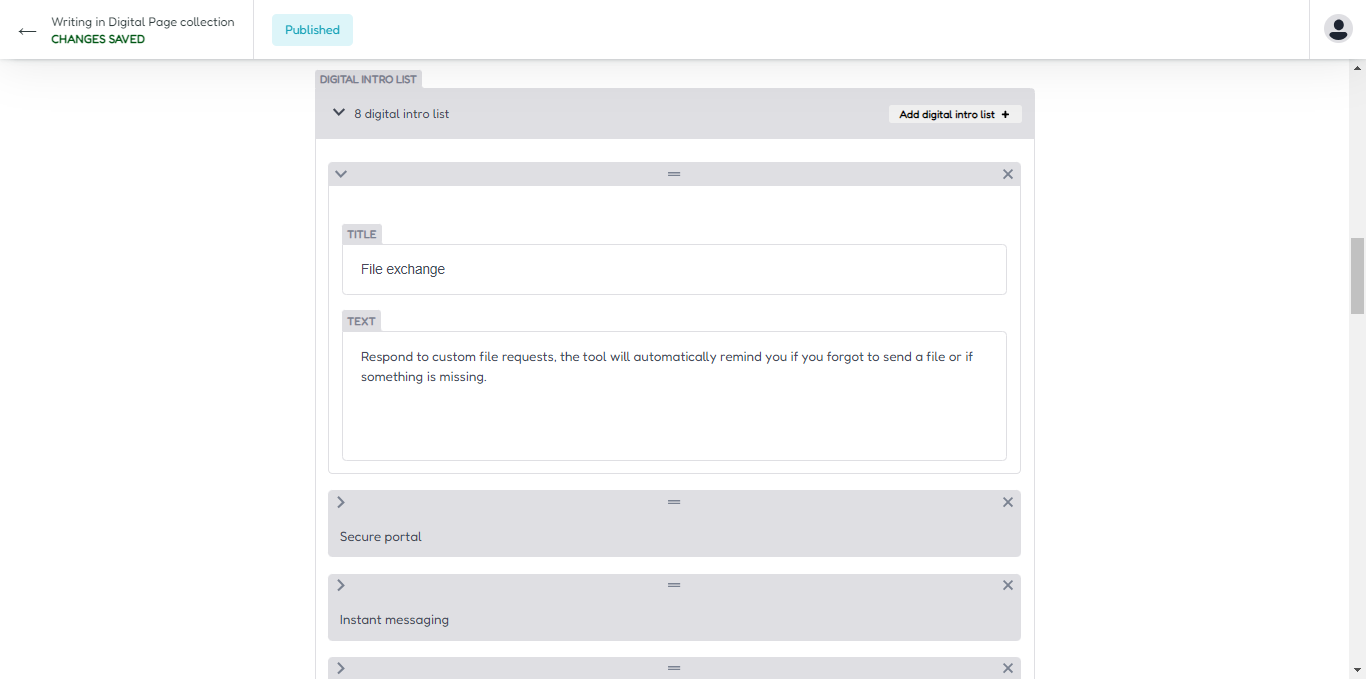 Writing in Digital Page collection
CHANGES SAVED
Published
DIGITAL INTRO LIST
8 digital intro list
Add digital intro list +
TITLE
File exchange
TEXT
Respond to custom file requests, the tool will automatically remind you if you forgot to send a file or if
something is missing.
Secure portal
Instant messaging